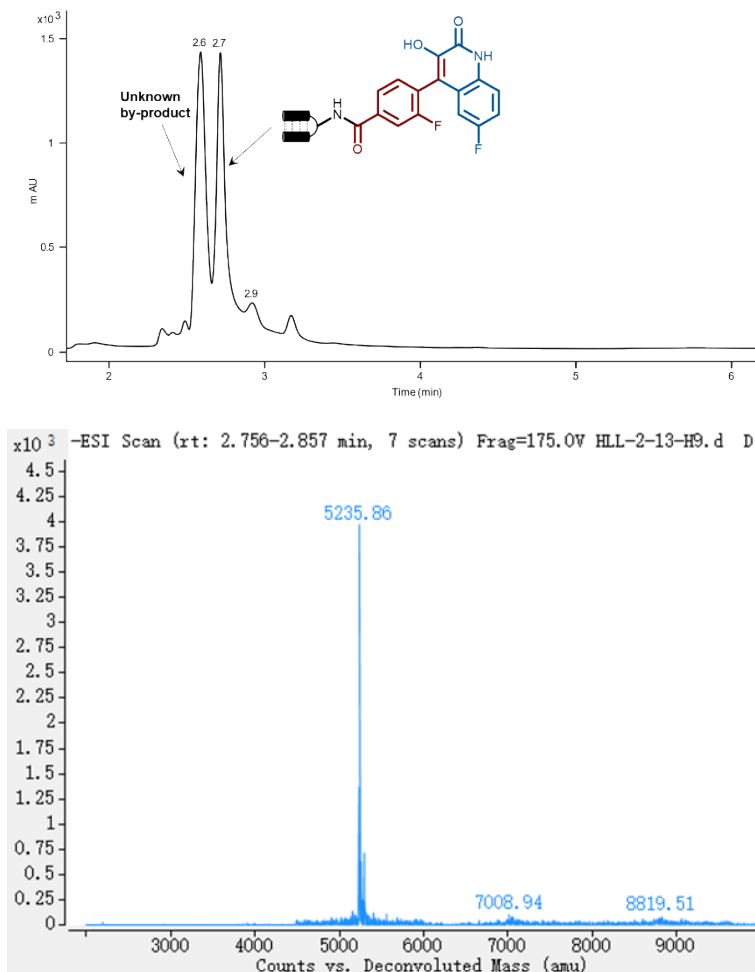 x10³
1.5
1
0.5
0
m AU
2.6
2.7
2.9
Unknown
by-product
H
N
O
F
HO
O
NH
F
2
3
4
5
6
Time (min)
x10 3
-ESI Scan (rt: 2.756-2.857 min, 7 scans) Frag=175.0V HLL-2-13-H9.d D
4.5
4.25
4
3.75
3.5
3.25
3
2.75
2.5
2.25
2
1.75
1.5
1.25
1
0.75
0.5
0.25
0
5235.86
7008.94
8819.51
3000
4000
5000
6000
7000
8000
9000
Counts vs. Deconvoluted Mass (amu)